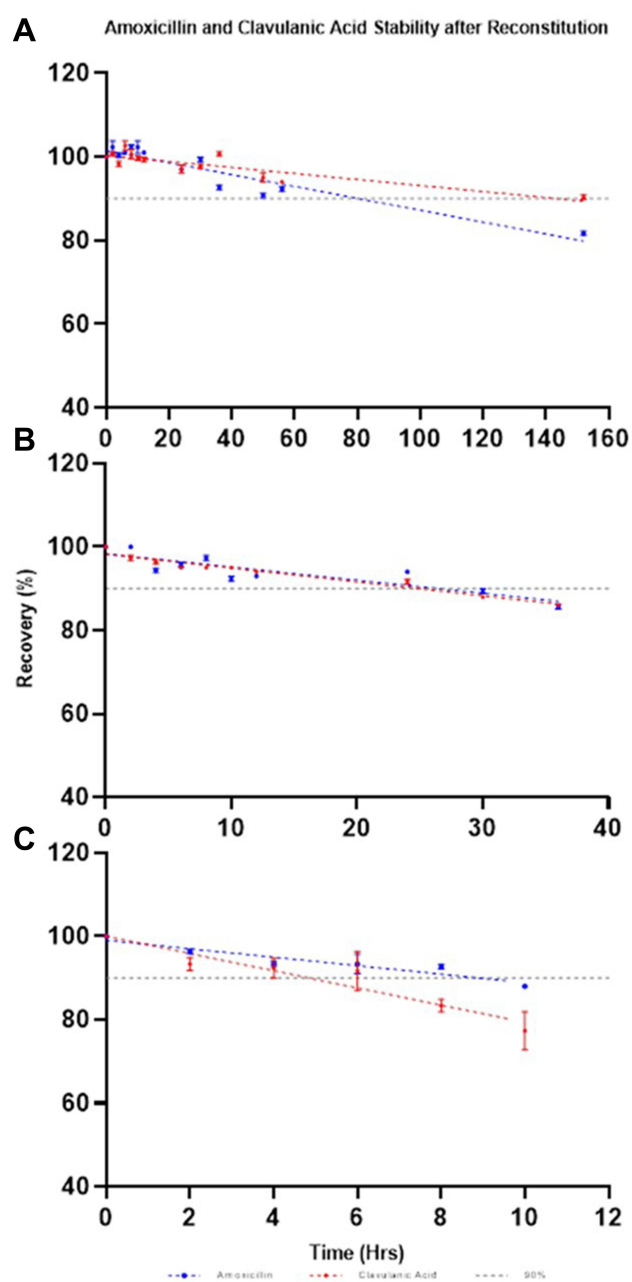 A
Amoxicillin and Clavulanic Acid Stability after Reconstitution
120
100
80
60
40
0 20 40 60 80 100 120 140 160
B
120
100
80
60
40
0 10 20 30 40
Recovery (%)
C
120
100
80
60
40
0 2 4 6 8 10 12
Time (Hrs)
Amoxicillin Clavulanic Acid 90%